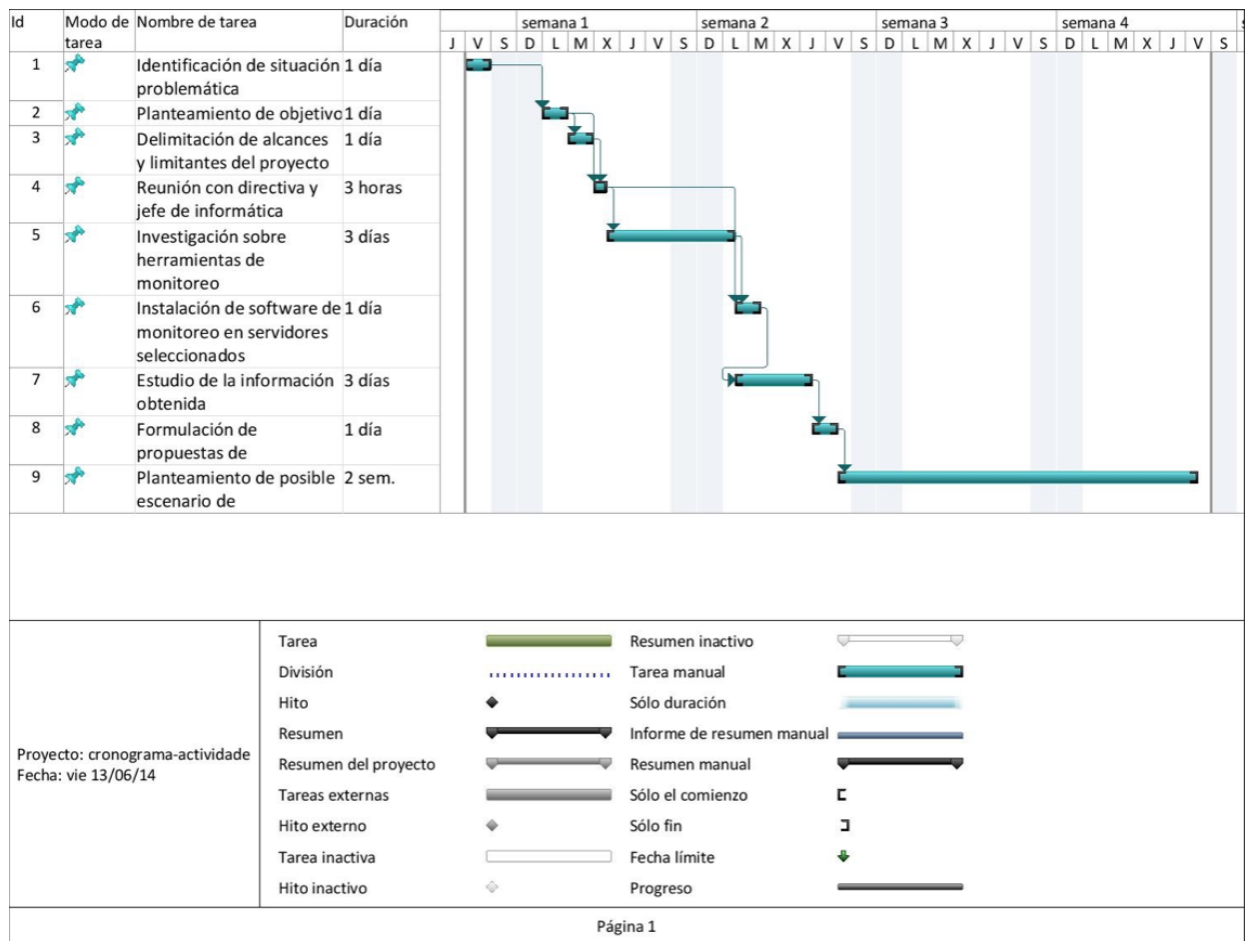 Id Modo de tarea Nombre de tarea Duración
semana 1 semana 2 semana 3 semana 4
J V S D L M X J V S D L M X J V S D L M X J V S D L M X J V S
1 Identificación de situación 1 día
problemática
2 Planteamiento de objetivo 1 día
3 Delimitación de alcances 1 día
y limitantes del proyecto
4 Reunión con directiva y 3 horas
jefe de informática
5 Investigación sobre 3 días
herramientas de
monitoreo
6 Instalación de software de 1 día
monitoreo en servidores
seleccionados
7 Estudio de la información 3 días
obtenida
8 Formulación de 1 día
propuestas de
9 Planteamiento de posible 2 sem.
escenario de
Proyecto: cronograma-actividade
Fecha: vie 13/06/14
Tarea
División
Hito
Resumen
Resumen del proyecto
Tareas externas
Hito externo
Tarea inactiva
Hito inactivo
Resumen inactivo
Tarea manual
Sólo duración
Informe de resumen manual
Resumen manual
Sólo el comienzo
Sólo fin
Fecha límite
Progreso
Página 1